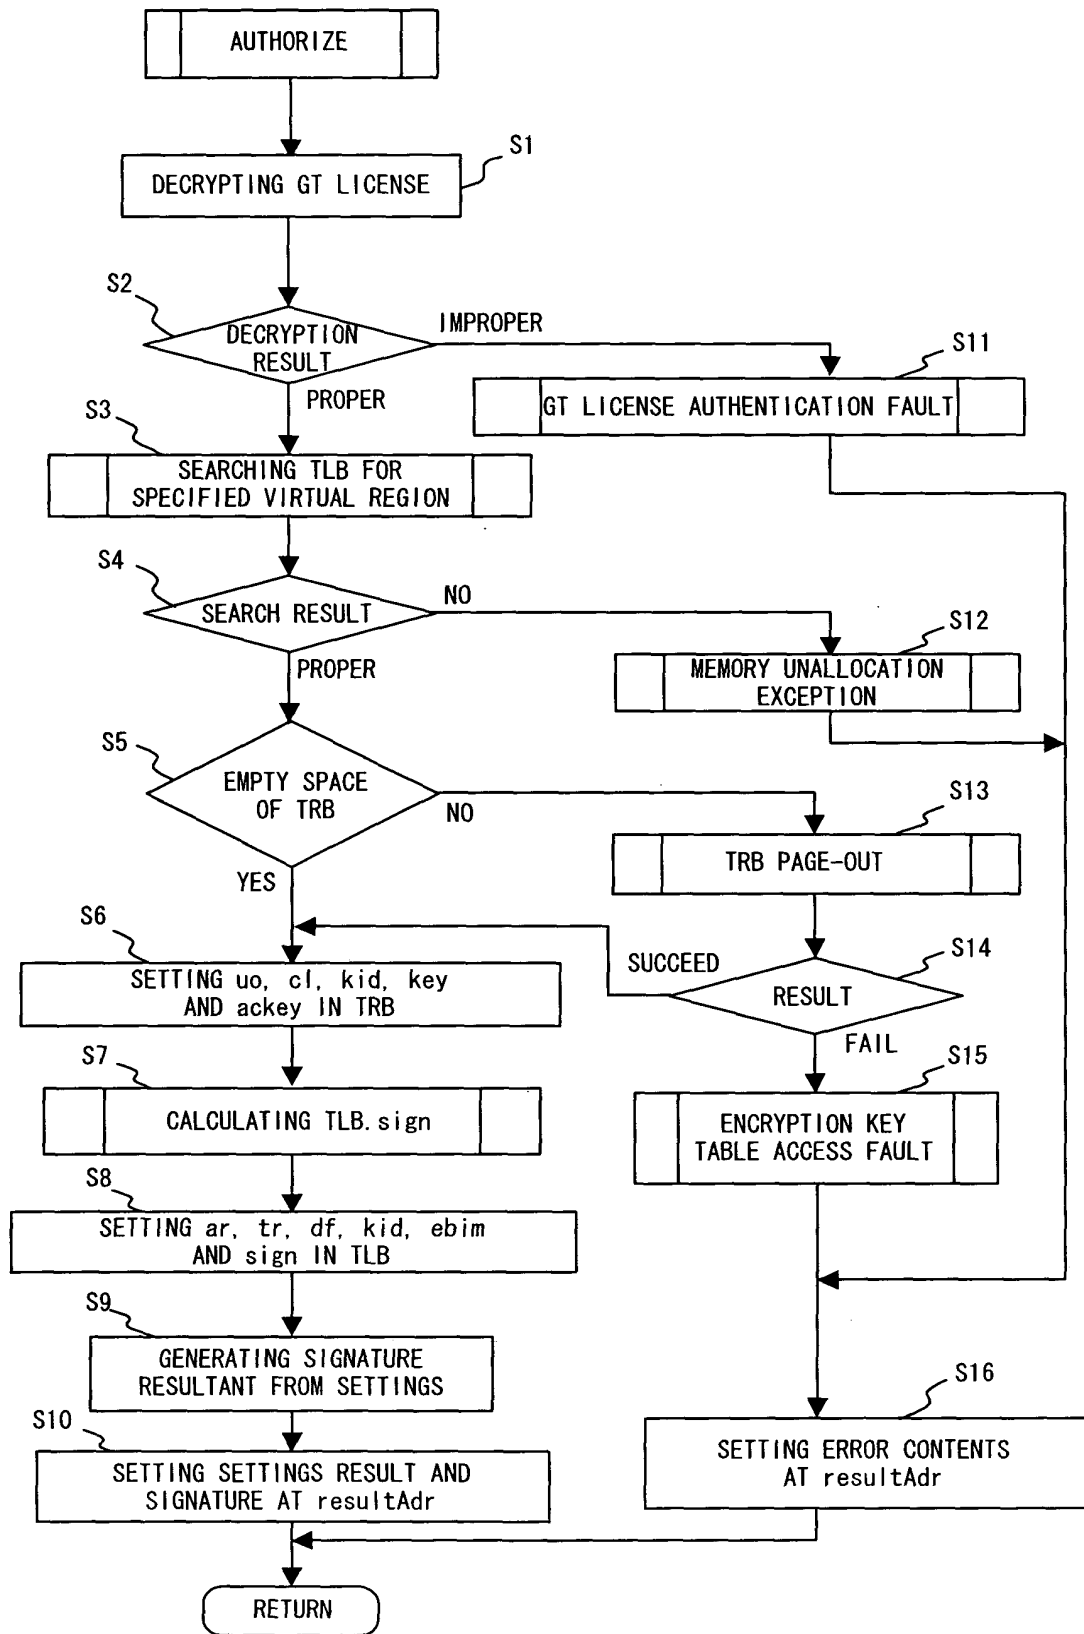 AUTHORIZE
S1
DECRYPTING GT LICENSE
S2
DECRYPTION
RESULT
IMPROPER
PROPER
S11
GT LICENSE AUTHENTICATION FAULT
S3
SEARCHING TLB FOR
SPECIFIED VIRTUAL REGION
S4
SEARCH RESULT
NO
PROPER
S12
MEMORY UNALLOCATION
EXCEPTION
S5
EMPTY SPACE
OF TRB
NO
YES
S13
TRB PAGE-OUT
S14
RESULT
SUCCEED
FAIL
S6
SETTING uo, cl, kid, key
AND ackey IN TRB
S15
ENCRYPTION KEY
TABLE ACCESS FAULT
S7
CALCULATING TLB.sign
S8
SETTING ar, tr, df, kid, ebim
AND sign IN TLB
S9
GENERATING SIGNATURE
RESULTANT FROM SETTINGS
S10
SETTING SETTINGS RESULT AND
SIGNATURE AT resultAdr
S16
SETTING ERROR CONTENTS
AT resultAdr
RETURN